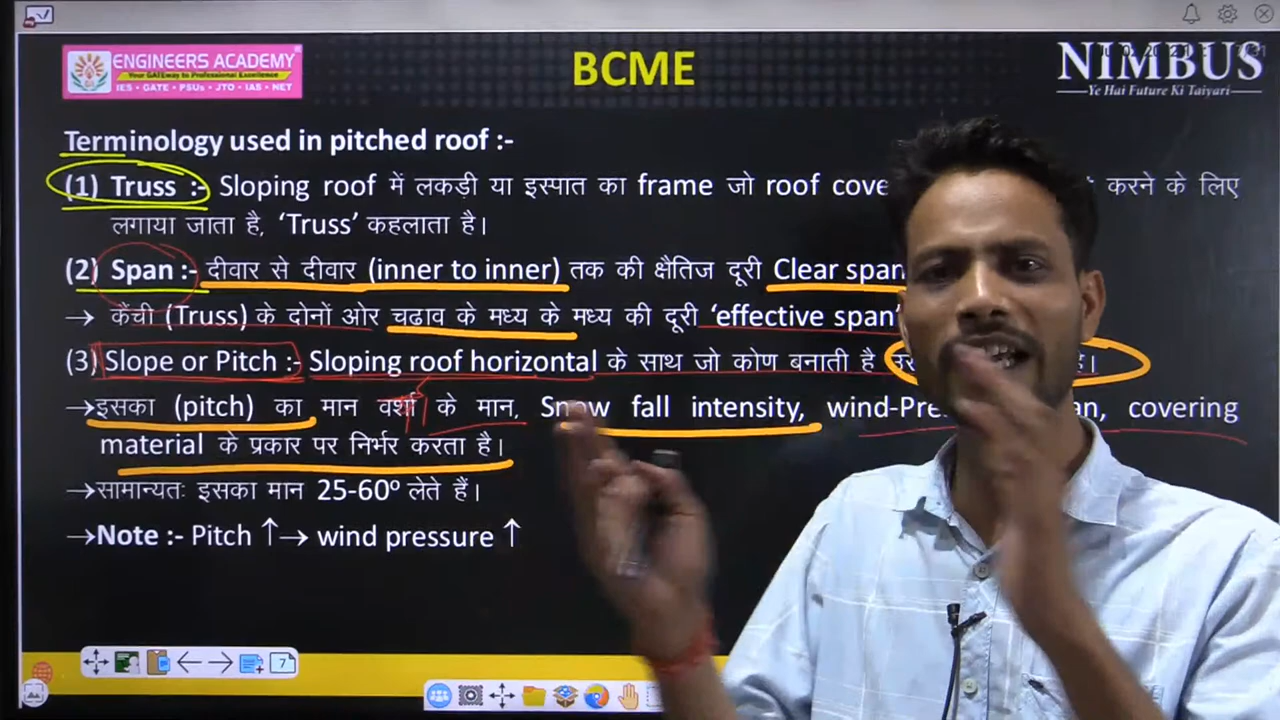 ENGINEERS ACADEMY
Your GATEway to Professional Excellence
IES • GATE • PSUs • JTO • IAS • NET
BCME
NIMBUS
Ye Hai Future Ki Taiyari
Terminology used in pitched roof :-
(1) Truss :- Sloping roof में लकड़ी या इस्पात का frame जो roof cove करने के लिए
लगाया जाता है, ‘Truss’ कहलाता है।
(2) Span :- दीवार से दीवार (inner to inner) तक की क्षैतिज दूरी Clear span
→ कैंची (Truss) के दोनों ओर चढाव के मध्य के मध्य की दूरी ‘effective span’
(3) Slope or Pitch :- Sloping roof horizontal के साथ जो कोण बनाती है है।
→इसका (pitch) का मान के मान, Snow fall intensity, wind-Pre covering
material के प्रकार पर निर्भर करता है।
→सामान्यतः इसका मान 25-60º लेते हैं।
→Note :- Pitch ↑→ wind pressure ↑
7